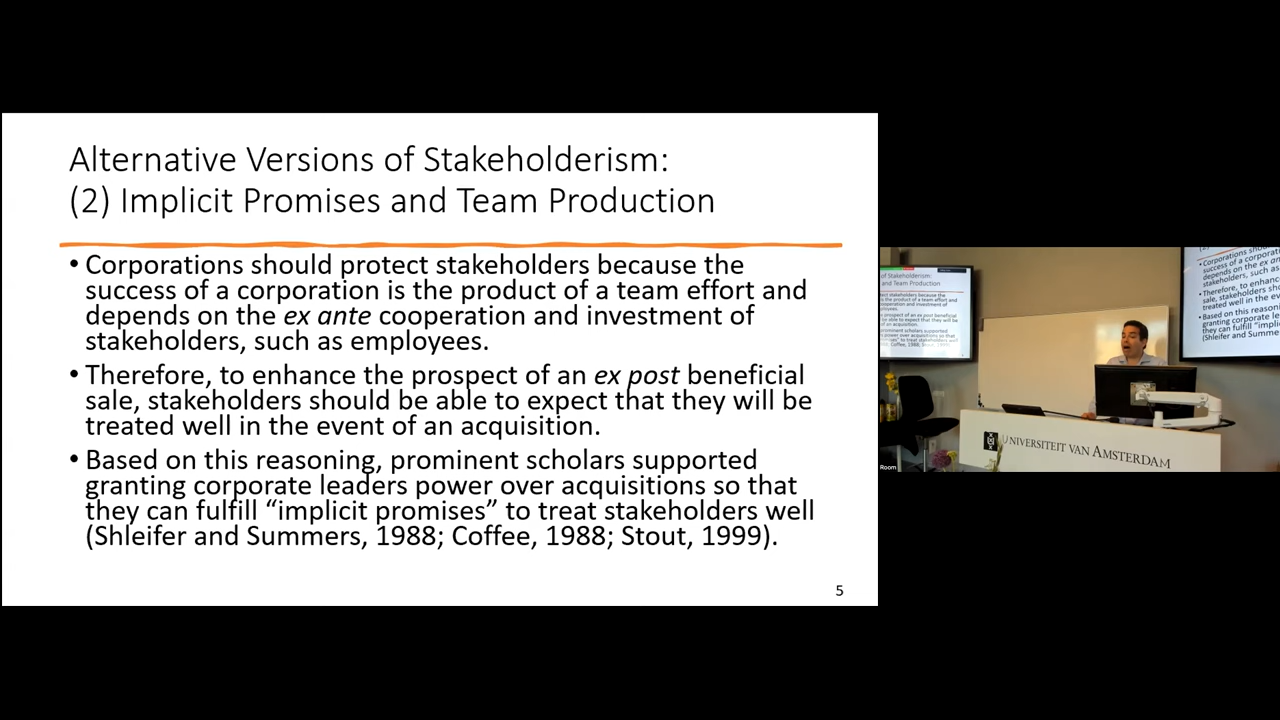 Alternative Versions of Stakeholderism:
(2) Implicit Promises and Team Production
• Corporations should protect stakeholders because the
success of a corporation is the product of a team effort and
depends on the ex ante cooperation and investment of
stakeholders, such as employees.
• Therefore, to enhance the prospect of an ex post beneficial
sale, stakeholders should be able to expect that they will be
treated well in the event of an acquisition.
• Based on this reasoning, prominent scholars supported
granting corporate leaders power over acquisitions so that
they can fulfill “implicit promises” to treat stakeholders well
(Shleifer and Summers, 1988; Coffee, 1988; Stout, 1999).
5
UNIVERSITEIT VAN AMSTERDAM
Room